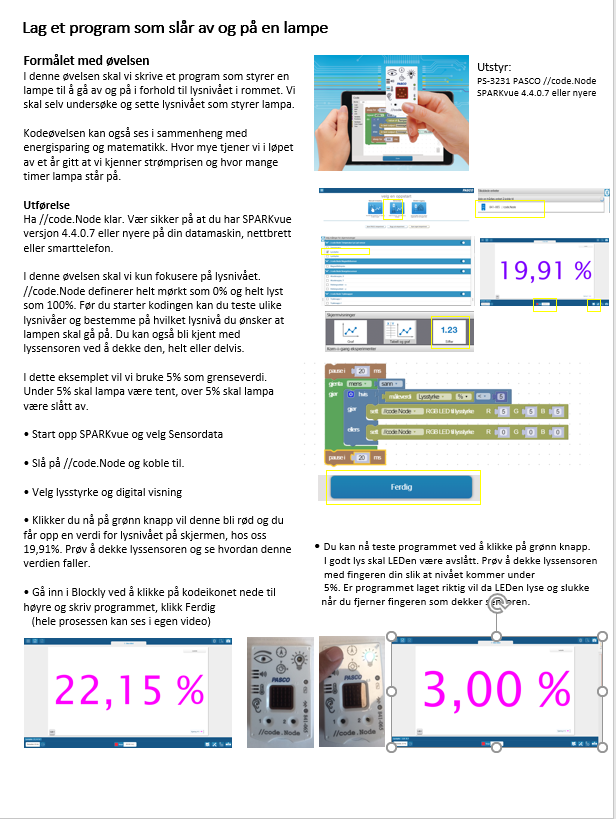 Lag et program som slår av og på en lampe
Formålet med øvelsen
I denne øvelsen skal vi skrive et program som styrer en
lampe til å gå av og på i forhold til lysnivået i rommet. Vi
skal selv undersøke og sette lysnivået som styrer lampa.
Kodeøvelsen kan også ses i sammenheng med
energisparing og matematikk. Hvor mye tjener vi i løpet
av et år gitt at vi kjenner strømprisen og hvor mange
timer lampa står på.
Utførelse
Ha //code.Node klar. Vær sikker på at du har SPARKvue
versjon 4.4.0.7 eller nyere på din datamaskin, nettbrett
eller smarttelefon.
I denne øvelsen skal vi kun fokusere på lysnivået.
//code.Node definerer helt mørkt som 0% og helt lyst
som 100%. Før du starter kodingen kan du teste ulike
lysnivåer og bestemme på hvilket lysnivå du ønsker at
lampen skal gå på. Du kan også bli kjent med
lyssensoren ved å dekke den, helt eller delvis.
I dette eksemplet vil vi bruke 5% som grenseverdi.
Under 5% skal lampa være tent, over 5% skal lampa
være slått av.
• Start opp SPARKvue og velg Sensordata
• Slå på //code.Node og koble til.
• Velg lysstyrke og digital visning
• Klikker du nå på grønn knapp vil denne bli rød og du
får opp en verdi for lysnivået på skjermen, hos oss
19,91%. Prøv å dekke lyssensoren og se hvordan denne
verdien faller.
• Gå inn i Blockly ved å klikke på kodeikonet nede til
høyre og skriv programmet, klikk Ferdig
(hele prosessen kan ses i egen video)
Utstyr:
PS-3231 PASCO //code.Node
SPARKvue 4.4.0.7 eller nyere
19,91 %
1.23
pause i 20 ms
gjenta mens sann
gjør hvis måleverdi Lysstyrke % < 5
gjør sett //code.Node RGB LED til lysstyrke R 5 G 5 B 5
ellers sett //code.Node RGB LED til lysstyrke R 0 G 0 B 0
pause i 20 ms
Ferdig
• Du kan nå teste programmet ved å klikke på grønn knapp.
I godt lys skal LEDen være avslått. Prøv å dekke lyssensoren
med fingeren din slik at nivået kommer under
5%. Er programmet laget riktig vil da LEDen lyse og slukke
når du fjerner fingeren som dekker
22,15 %
PASCO
//code.Node
//code.Node
3,00 %